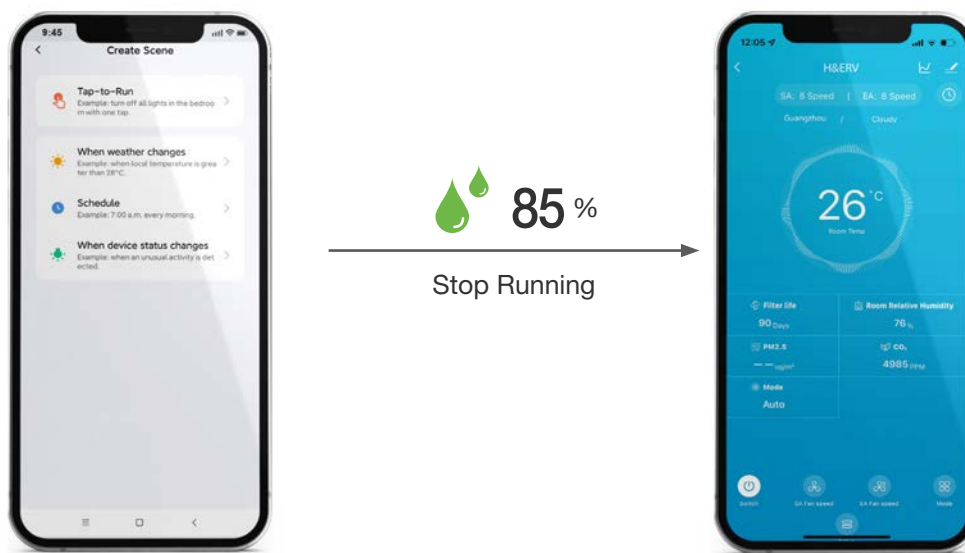 9:45
Create Scene
Tap-to-Run
Example: turn off all lights in the bedroo
m with one tap.
When weather changes
Example: when local temperature is grea
ter than 28°C.
Schedule
Example: 7:00 a.m. every morning.
When device status changes
Example: when an unusual activity is det
ected.
85 %
Stop Running
12:05
H&ERV
SA: 8 Speed | EA: 8 Speed
Guangzhou / Cloudy
26 °C
Room Temp
Filter life
90 Days
Room Relative Humidity
76 %
PM2.5
-- ug/m³
CO₂
4985 PPM
Mode
Auto
Switch
SA Fan speed
EA Fan speed
Mode